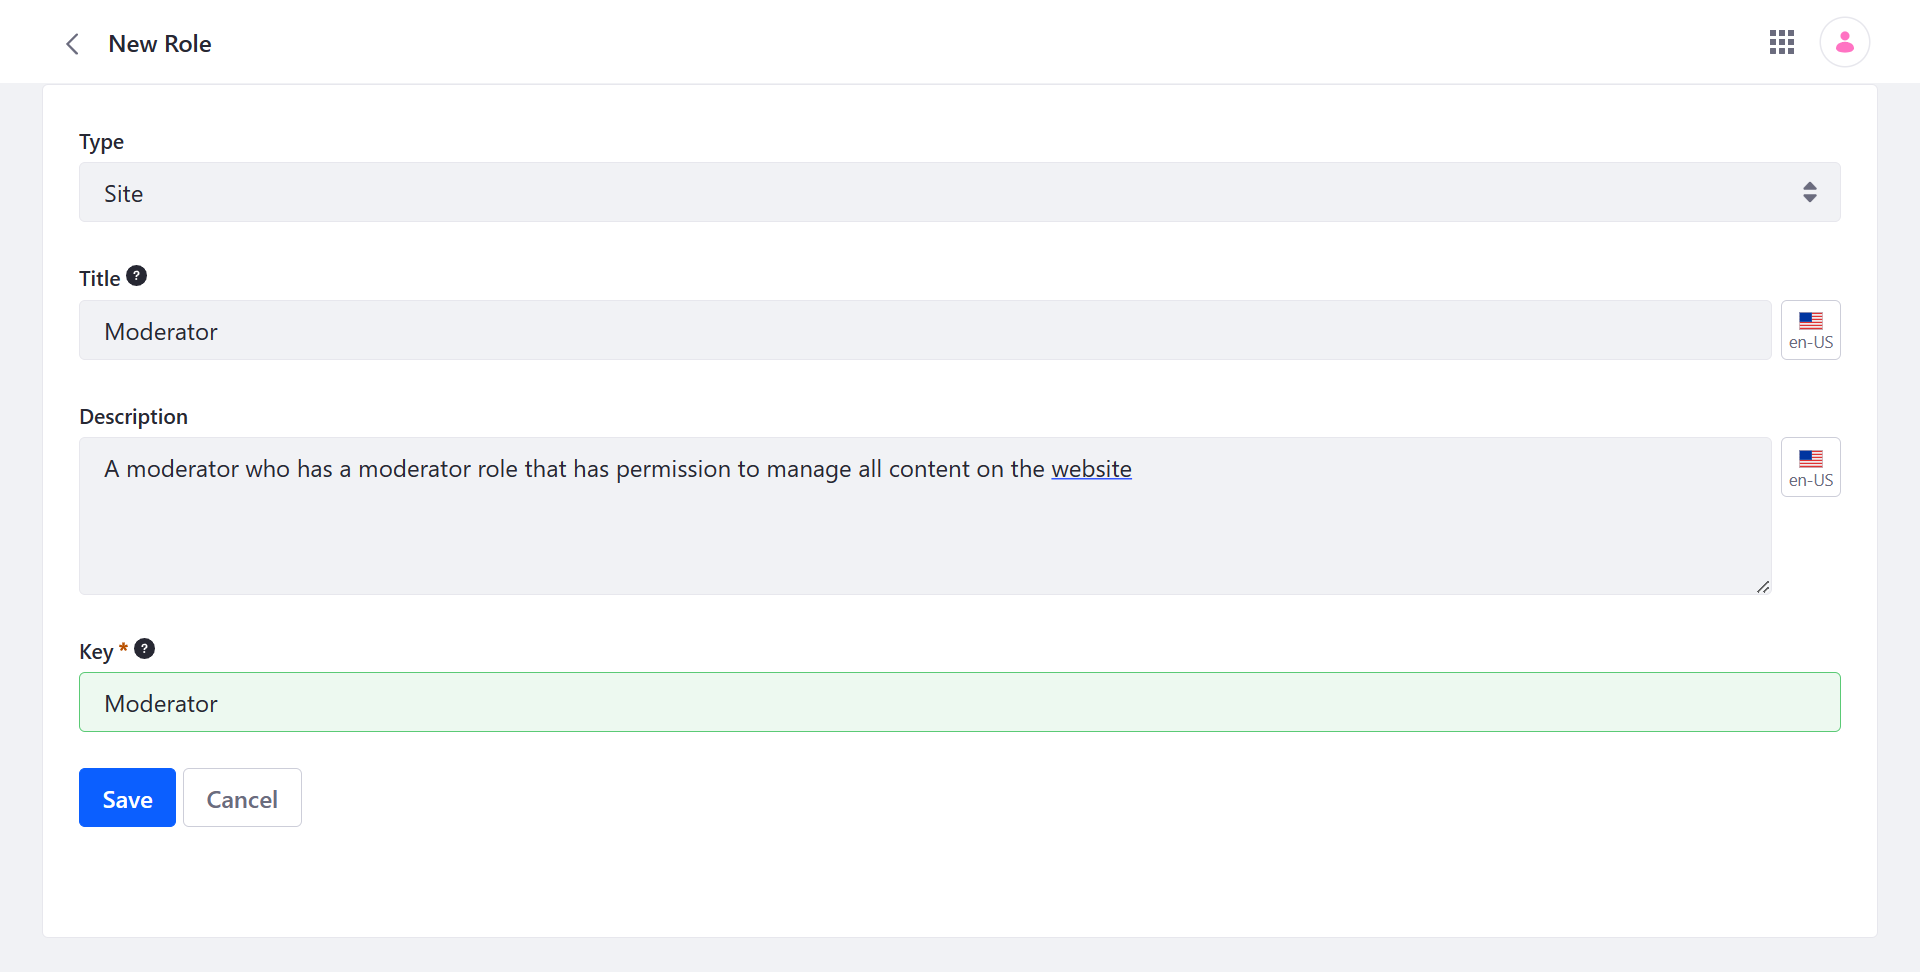 New Role
Type
Site
Title ?
Moderator
en-US
Description
A moderator who has a moderator role that has permission to manage all content on the website
en-US
Key * ?
Moderator
Save Cancel